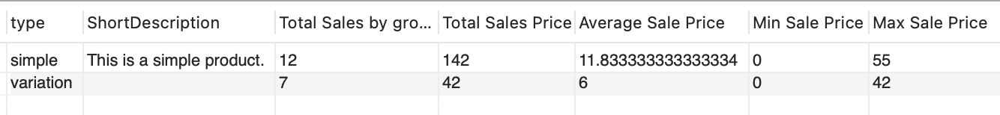 type ShortDescription Total Sales by gro... Total Sales Price Average Sale Price Min Sale Price Max Sale Price
simple This is a simple product. 12 142 11.833333333333334 0 55
variation 7 42 6 0 42